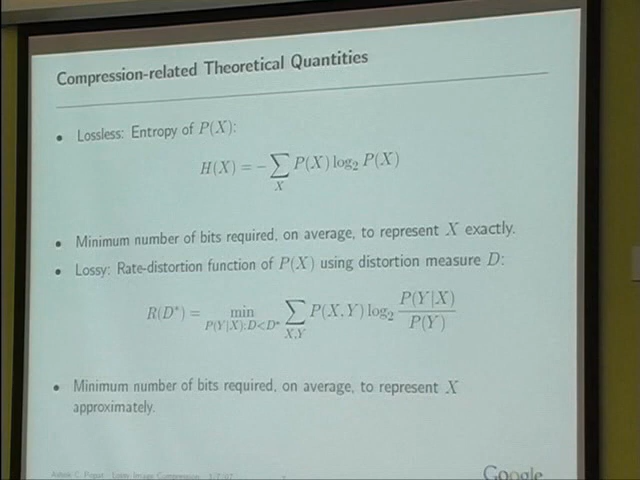 Compression-related Theoretical Quantities
• Lossless: Entropy of P(X):
H(X) = −∑_X P(X) log₂ P(X)
• Minimum number of bits required, on average, to represent X exactly.
• Lossy: Rate-distortion function of P(X) using distortion measure D:
R(D*) = min_{P(Y|X):D<D*} ∑_{X,Y} P(X,Y) log₂ P(Y|X)/P(Y)
• Minimum number of bits required, on average, to represent X
approximately.
Image Compression
Google